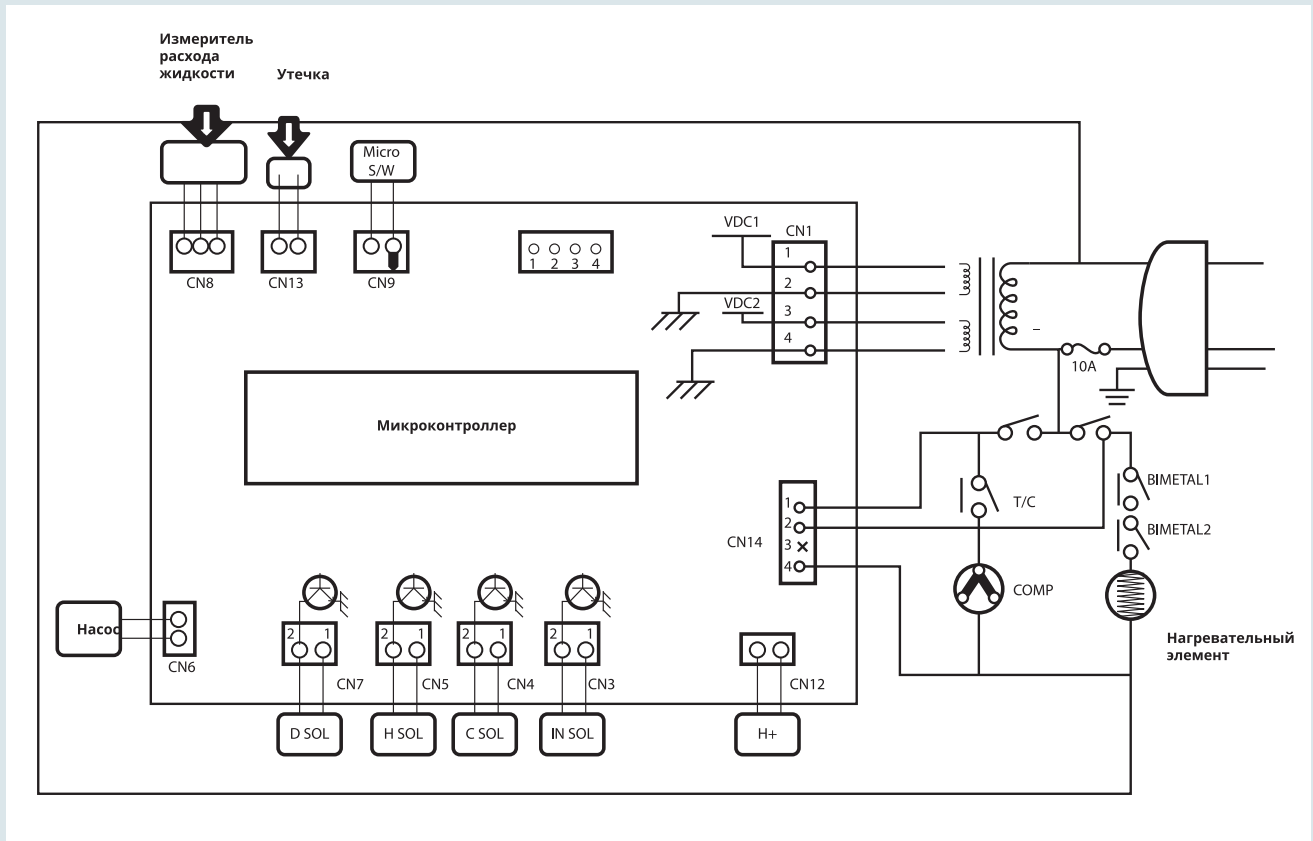 Измеритель
расхода
жидкости
Утечка
Micro
S/W
CN8
CN13
CN9
1 2 3 4
VDC1
CN1
1
2
VDC2
3
4
10A
Микроконтроллер
T/C
BIMETAL1
BIMETAL2
CN14
1
2
3
4
COMP
Нагревательный
элемент
Насос
CN6
2 1
CN7
2 1
CN5
2 1
CN4
2 1
CN3
CN12
D SOL
H SOL
C SOL
IN SOL
H+